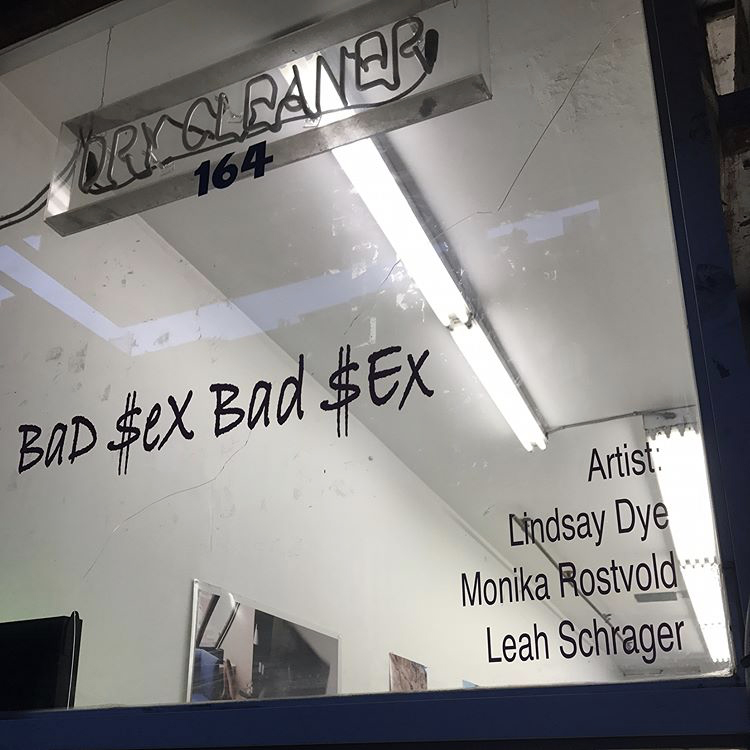 DRY CLEANER
164
BaD $eX Bad $Ex
Artist:
Lindsay Dye
Monika Rostvold
Leah Schrager